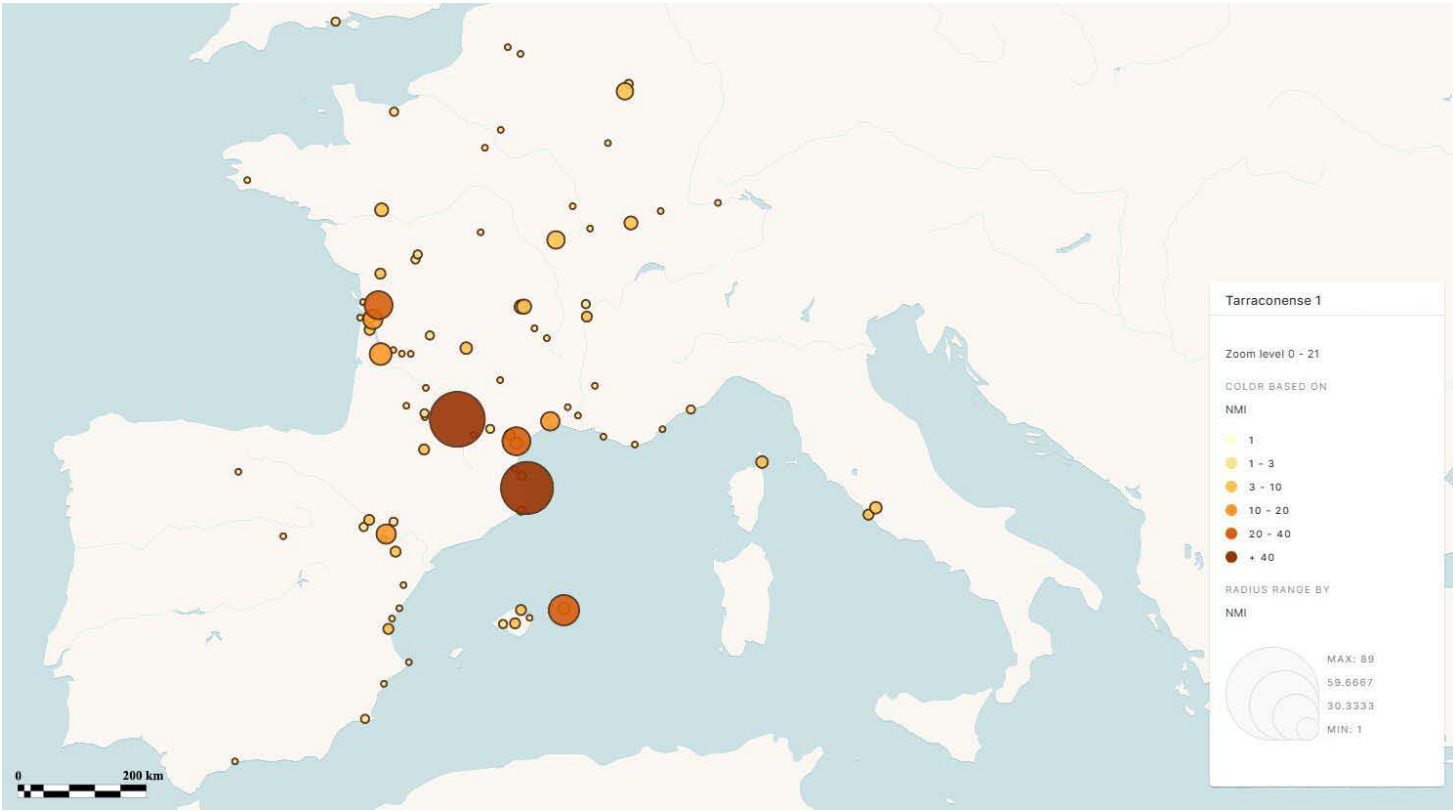 Tarraconense 1
Zoom level 0 - 21
COLOR BASED ON
NMI
1
1 - 3
3 - 10
10 - 20
20 - 40
+ 40
RADIUS RANGE BY
NMI
MAX: 89
59.6667
30.3333
MIN: 1
0 200 km